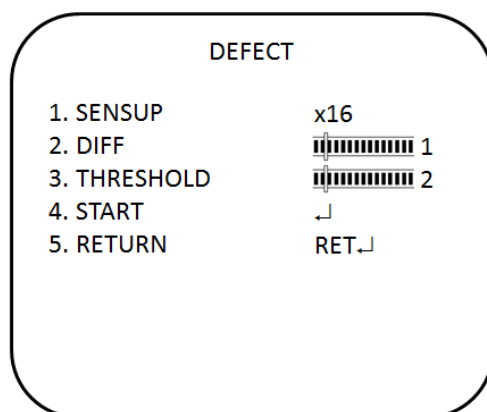 DEFECT
1. SENSUP x16
2. DIFF 1
3. THRESHOLD 2
4. START ↵
5. RETURN RET↵